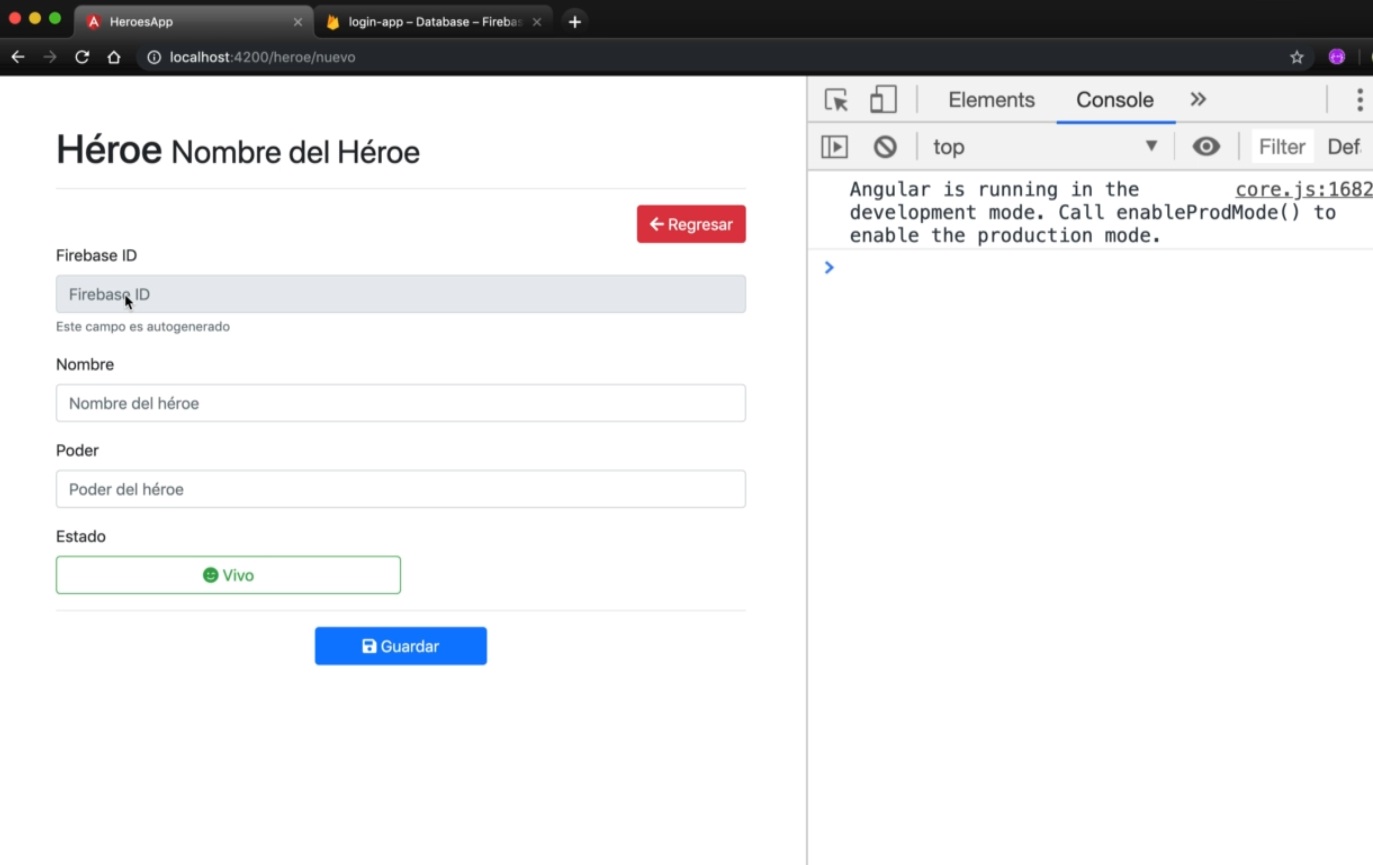 HeroesApp
login-app – Database – Firebas
localhost:4200/heroe/nuevo
Elements Console
top Filter Def
Héroe Nombre del Héroe
Angular is running in the core.js:1682
development mode. Call enableProdMode() to
enable the production mode.
Regresar
Firebase ID
Firebase ID
Este campo es autogenerado
Nombre
Nombre del héroe
Poder
Poder del héroe
Estado
Vivo
Guardar